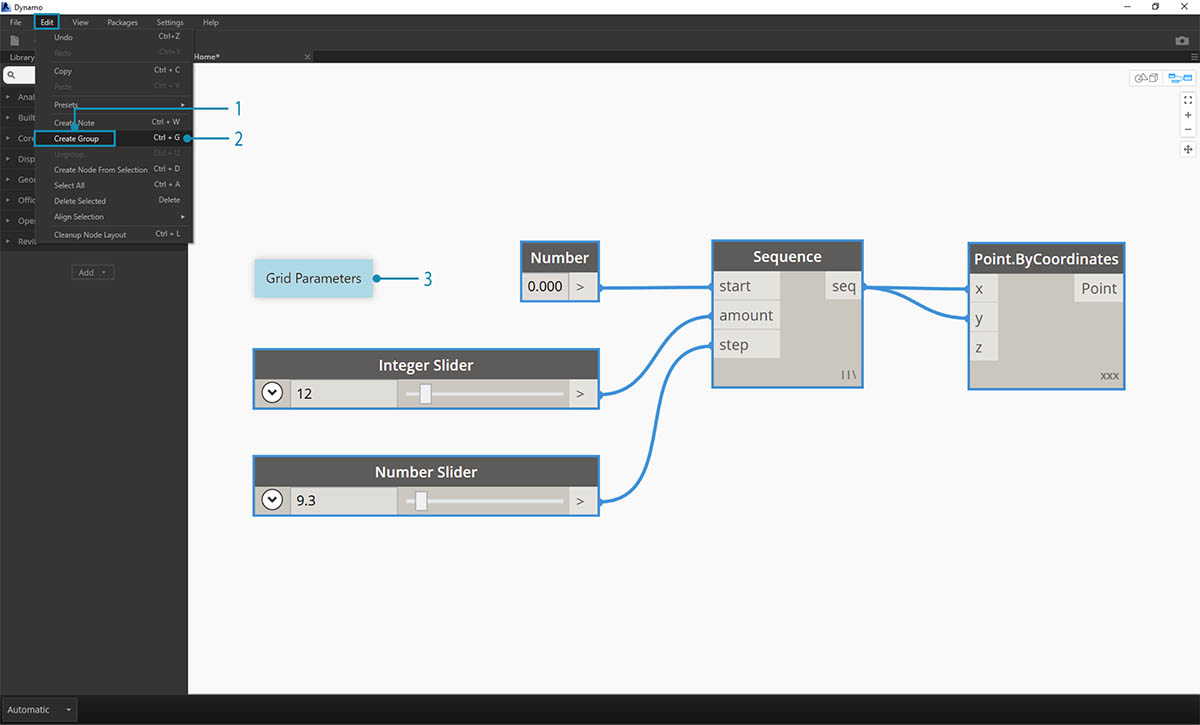 Dynamo
File Edit View Packages Settings Help
Undo Ctrl+Z
Redo Ctrl+Y
Library
Home*
Copy Ctrl + C
Paste Ctrl + V
Presets
1
Create Note Ctrl + W
Create Group Ctrl + G
2
Ungroup Ctrl + U
Create Node From Selection Ctrl + D
Select All Ctrl + A
Delete Selected Delete
Align Selection
Cleanup Node Layout Ctrl + L
Anal
Built
Core
Disp
Geo
Offic
Oper
Revi
Add
Grid Parameters
3
Number
0.000 >
Sequence
start seq
amount
step
Point.ByCoordinates
x Point
y
z
xxx
Integer Slider
12 >
Number Slider
9.3 >
Automatic